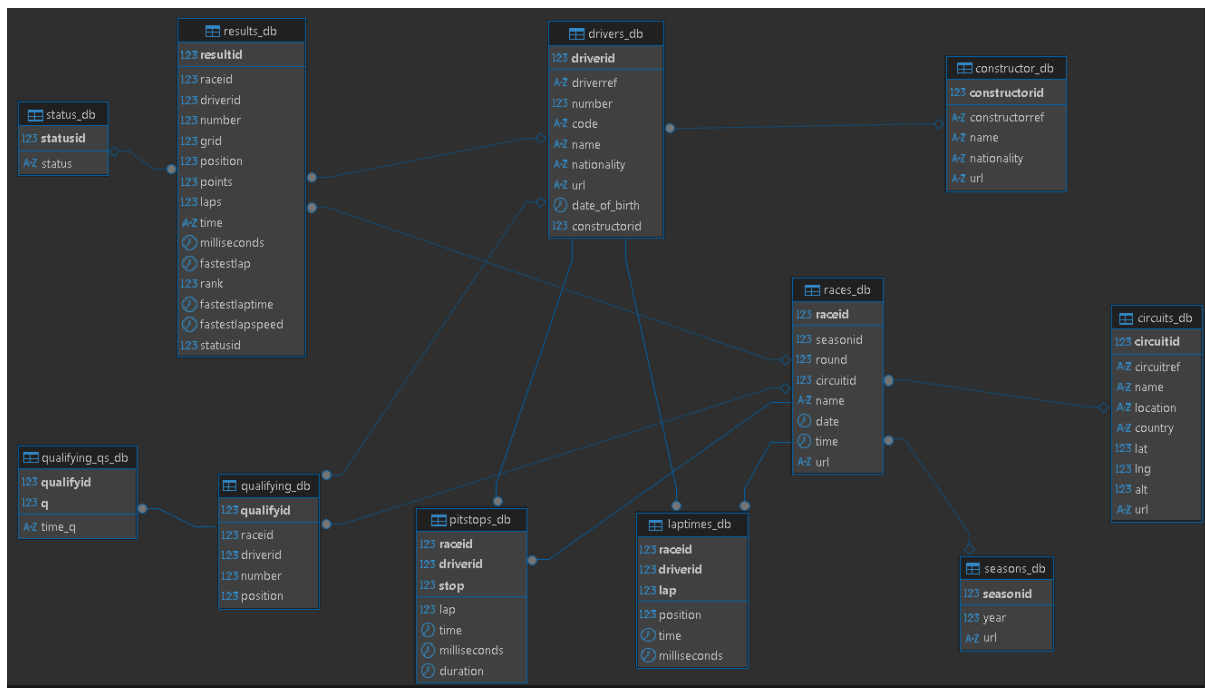 results_db
123 resultid
123 raceid
123 driverid
123 number
123 grid
123 position
123 points
123 laps
A-Z time
milliseconds
fastestlap
123 rank
fastestlaptime
fastestlapspeed
123 statusid
drivers_db
123 driverid
A-Z driverref
123 number
A-Z code
A-Z name
A-Z nationality
A-Z url
date_of_birth
123 constructorid
constructor_db
123 constructorid
A-Z constructorref
A-Z name
A-Z nationality
A-Z url
status_db
123 statusid
A-Z status
races_db
123 raceid
123 seasonid
123 round
123 circuitid
A-Z name
date
time
A-Z url
circuits_db
123 circuitid
A-Z circuitref
A-Z name
A-Z location
A-Z country
123 lat
123 lng
123 alt
A-Z url
qualifying_qs_db
123 qualifyid
123 q
A-Z time_q
qualifying_db
123 qualifyid
123 raceid
123 driverid
123 number
123 position
pitstops_db
123 raceid
123 driverid
123 stop
123 lap
time
milliseconds
duration
laptimes_db
123 raceid
123 driverid
123 lap
123 position
time
milliseconds
seasons_db
123 seasonid
123 year
A-Z url